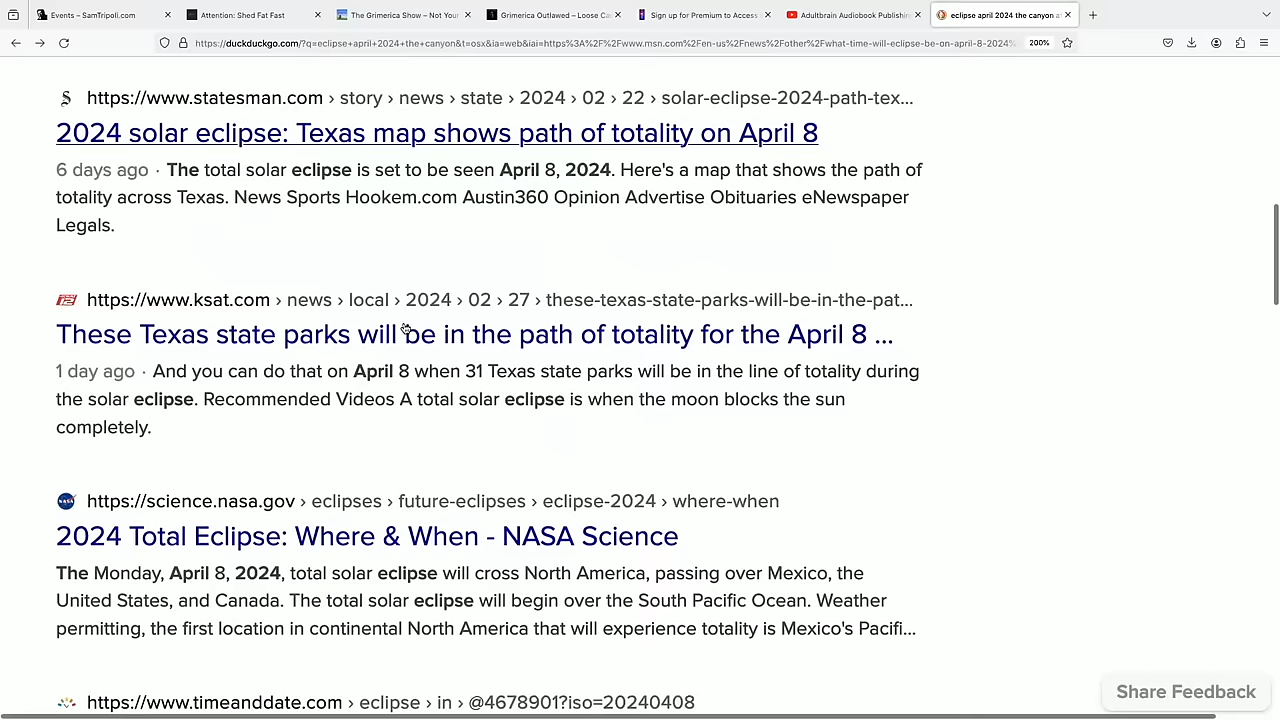 Events – SamTripoli.com
Attention: Shed Fat Fast
The Grimerica Show – Not Your
Grimerica Outlawed – Loose Ca
Sign up for Premium to Access
Adultbrain Audiobook Publishin
eclipse april 2024 the canyon a
https://duckduckgo.com/?q=eclipse+april+2024+the+canyon&t=osx&ia=web&iai=https%3A%2F%2Fwww.msn.com%2Fen-us%2Fnews%2Fother%2Fwhat-time-will-eclipse-be-on-april-8-2024%
200%
https://www.statesman.com › story › news › state › 2024 › 02 › 22 › solar-eclipse-2024-path-tex...
2024 solar eclipse: Texas map shows path of totality on April 8
6 days ago · The total solar eclipse is set to be seen April 8, 2024. Here's a map that shows the path of
totality across Texas. News Sports Hookem.com Austin360 Opinion Advertise Obituaries eNewspaper
Legals.
https://www.ksat.com › news › local › 2024 › 02 › 27 › these-texas-state-parks-will-be-in-the-pat...
These Texas state parks will be in the path of totality for the April 8 ...
1 day ago · And you can do that on April 8 when 31 Texas state parks will be in the line of totality during
the solar eclipse. Recommended Videos A total solar eclipse is when the moon blocks the sun
completely.
https://science.nasa.gov › eclipses › future-eclipses › eclipse-2024 › where-when
2024 Total Eclipse: Where & When - NASA Science
The Monday, April 8, 2024, total solar eclipse will cross North America, passing over Mexico, the
United States, and Canada. The total solar eclipse will begin over the South Pacific Ocean. Weather
permitting, the first location in continental North America that will experience totality is Mexico's Pacifi...
https://www.timeanddate.com › eclipse › in › @4678901?iso=20240408
Share Feedback